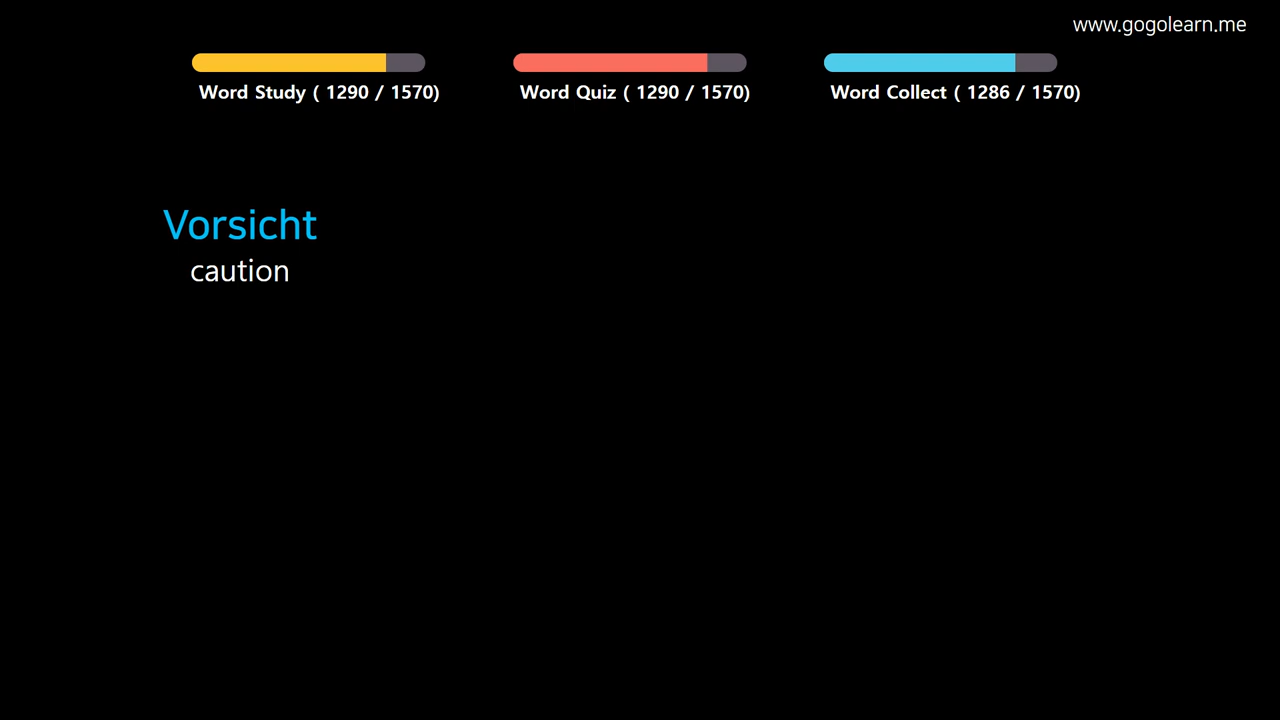 www.gogolearn.me
Word Study ( 1290 / 1570)
Word Quiz ( 1290 / 1570)
Word Collect ( 1286 / 1570)
Vorsicht
caution